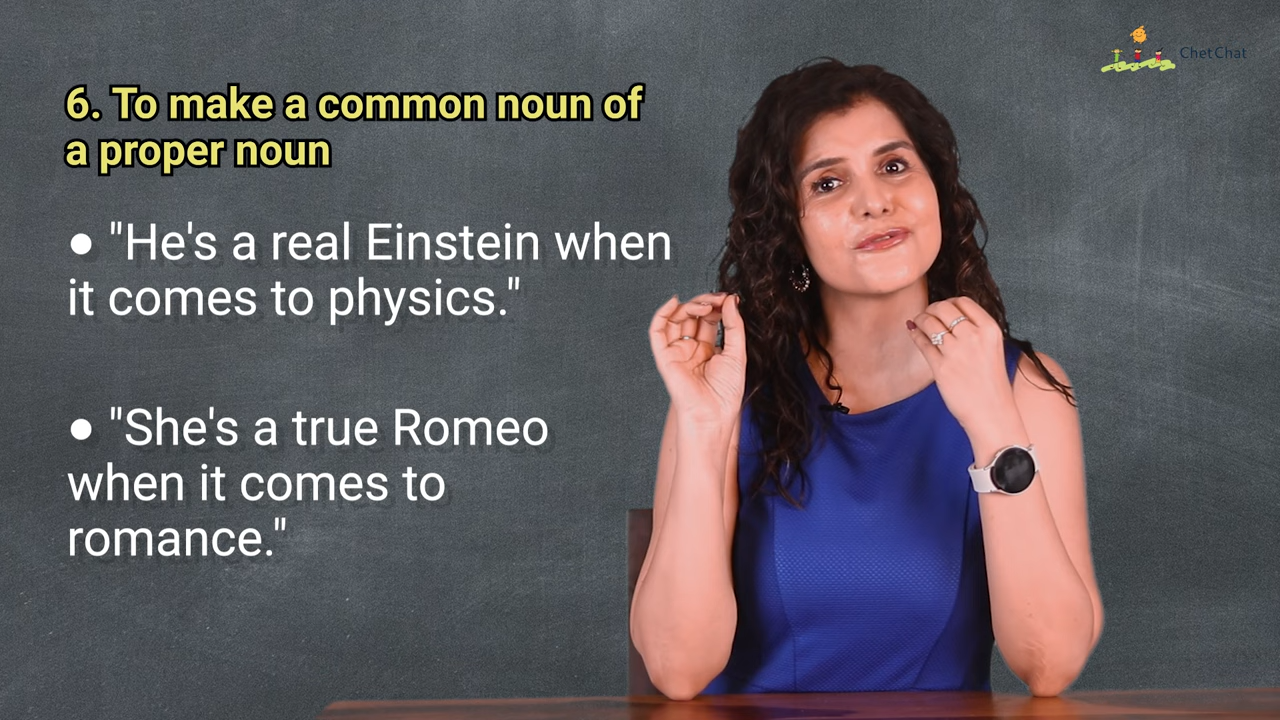 ChetChat
6. To make a common noun of
a proper noun
● "He's a real Einstein when
it comes to physics."
● "She's a true Romeo
when it comes to
romance."